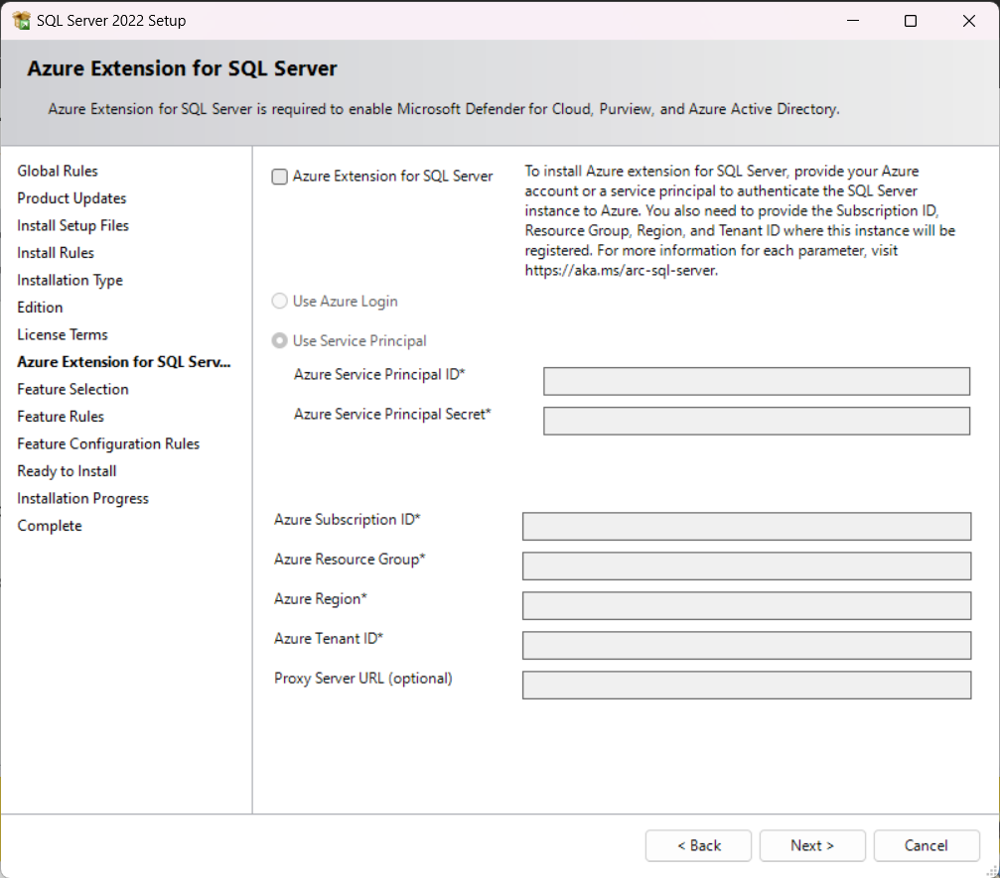 SQL Server 2022 Setup
Azure Extension for SQL Server
Azure Extension for SQL Server is required to enable Microsoft Defender for Cloud, Purview, and Azure Active Directory.
Global Rules
Product Updates
Install Setup Files
Install Rules
Installation Type
Edition
License Terms
Azure Extension for SQL Serv...
Feature Selection
Feature Rules
Feature Configuration Rules
Ready to Install
Installation Progress
Complete
Azure Extension for SQL Server
To install Azure extension for SQL Server, provide your Azure
account or a service principal to authenticate the SQL Server
instance to Azure. You also need to provide the Subscription ID,
Resource Group, Region, and Tenant ID where this instance will be
registered. For more information for each parameter, visit
https://aka.ms/arc-sql-server.
Use Azure Login
Use Service Principal
Azure Service Principal ID*
Azure Service Principal Secret*
Azure Subscription ID*
Azure Resource Group*
Azure Region*
Azure Tenant ID*
Proxy Server URL (optional)
< Back
Next >
Cancel